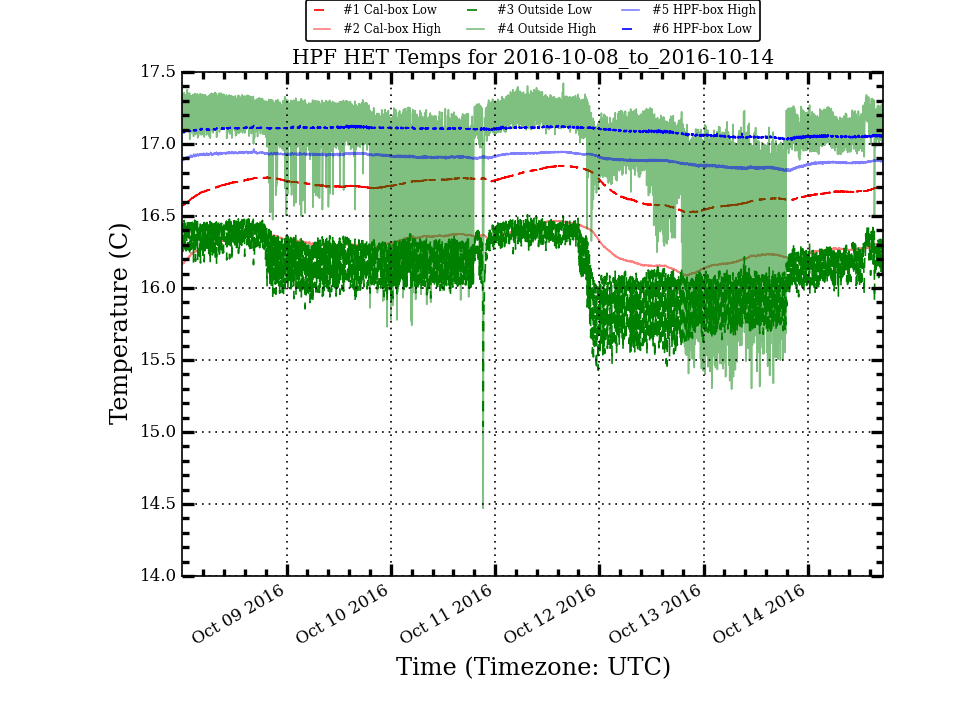 #1 Cal-box Low #3 Outside Low #5 HPF-box High
#2 Cal-box High #4 Outside High #6 HPF-box Low
HPF HET Temps for 2016-10-08_to_2016-10-14
17.5
17.0
16.5
16.0
15.5
15.0
14.5
14.0
Temperature (C)
Oct 09 2016 Oct 10 2016 Oct 11 2016 Oct 12 2016 Oct 13 2016 Oct 14 2016
Time (Timezone: UTC)